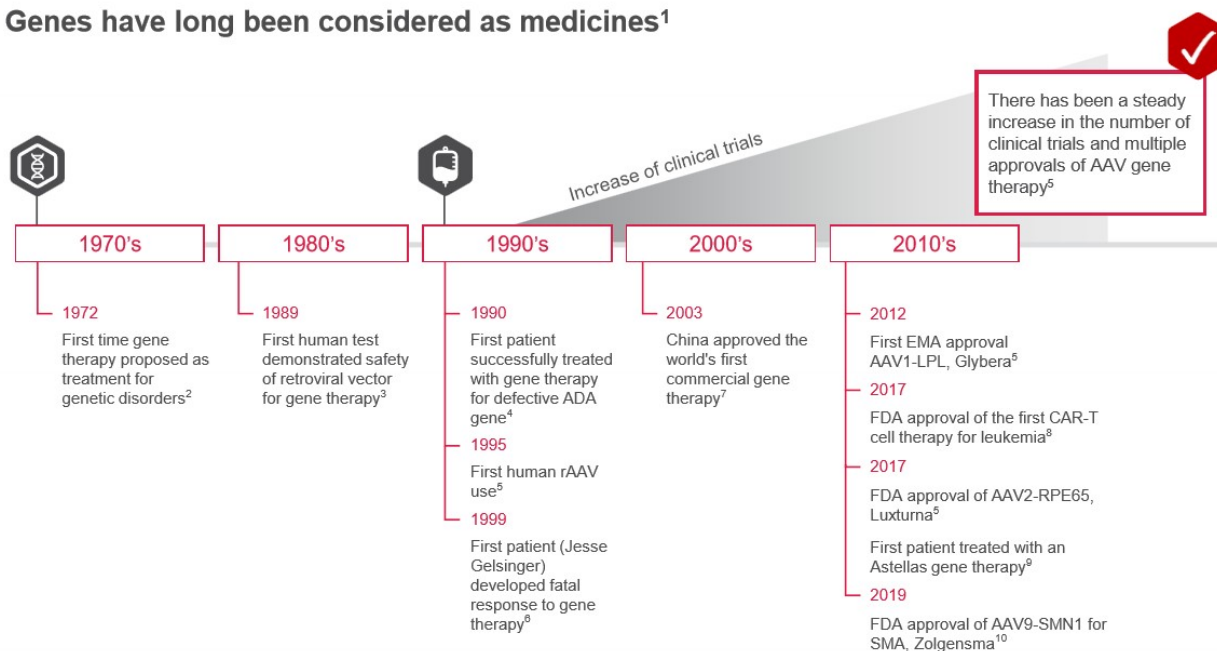 Genes have long been considered as medicines¹
Increase of clinical trials
There has been a steady
increase in the number of
clinical trials and multiple
approvals of AAV gene
therapy⁵
1970's
1980's
1990's
2000's
2010's
1972
First time gene
therapy proposed as
treatment for
genetic disorders²
1989
First human test
demonstrated safety
of retroviral vector
for gene therapy³
1990
First patient
successfully treated
with gene therapy
for defective ADA
gene⁴
1995
First human rAAV
use⁵
1999
First patient (Jesse
Gelsinger)
developed fatal
response to gene
therapy⁶
2003
China approved the
world's first
commercial gene
therapy⁷
2012
First EMA approval
AAV1-LPL, Glybera⁵
2017
FDA approval of the first CAR-T
cell therapy for leukemia⁸
2017
FDA approval of AAV2-RPE65,
Luxturna⁵
First patient treated with an
Astellas gene therapy⁹
2019
FDA approval of AAV9-SMN1 for
SMA, Zolgensma¹⁰